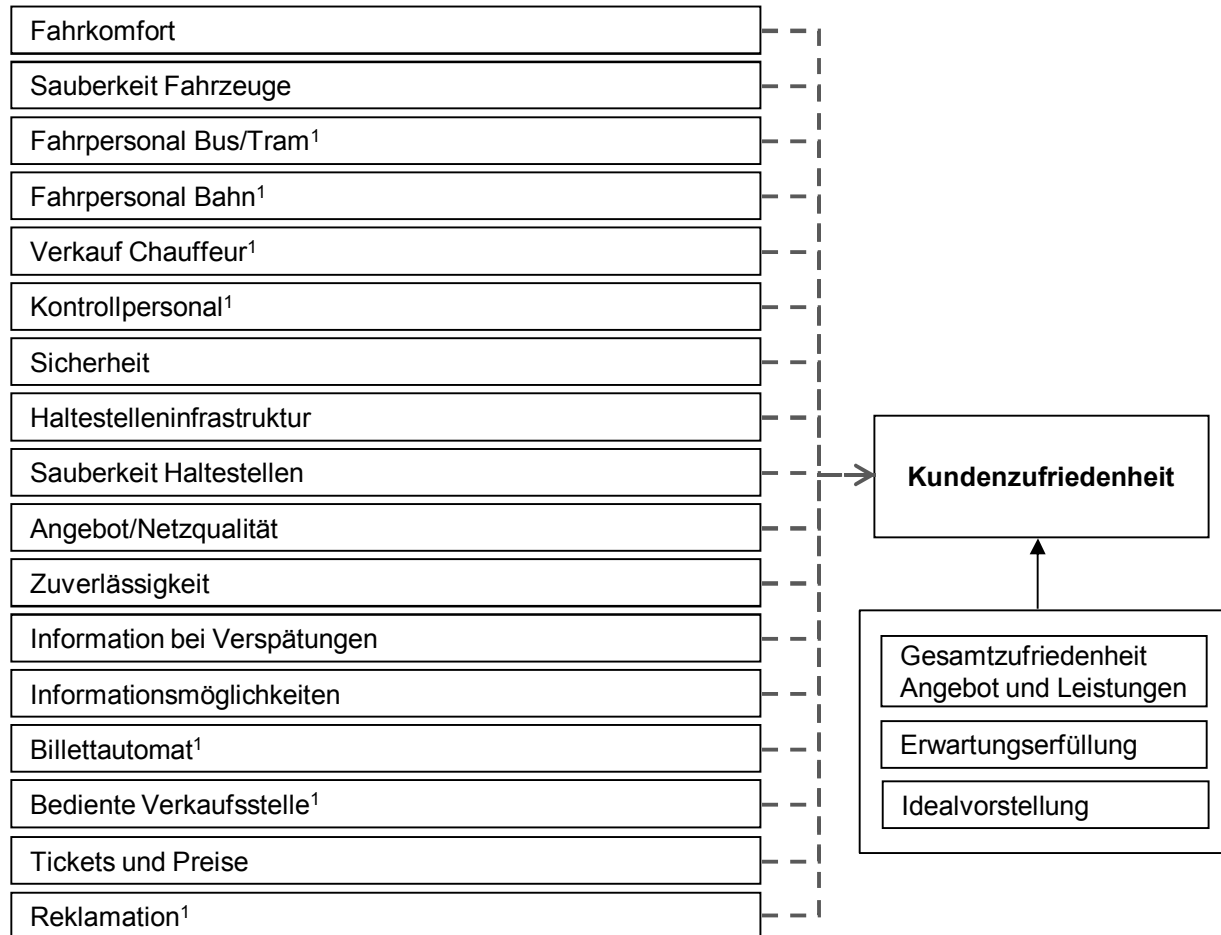 Fahrkomfort
Sauberkeit Fahrzeuge
Fahrpersonal Bus/Tram¹
Fahrpersonal Bahn¹
Verkauf Chauffeur¹
Kontrollpersonal¹
Sicherheit
Haltestelleninfrastruktur
Sauberkeit Haltestellen
Angebot/Netzqualität
Zuverlässigkeit
Information bei Verspätungen
Informationsmöglichkeiten
Billettautomat¹
Bediente Verkaufsstelle¹
Tickets und Preise
Reklamation¹
Kundenzufriedenheit
Gesamtzufriedenheit
Angebot und Leistungen
Erwartungserfüllung
Idealvorstellung